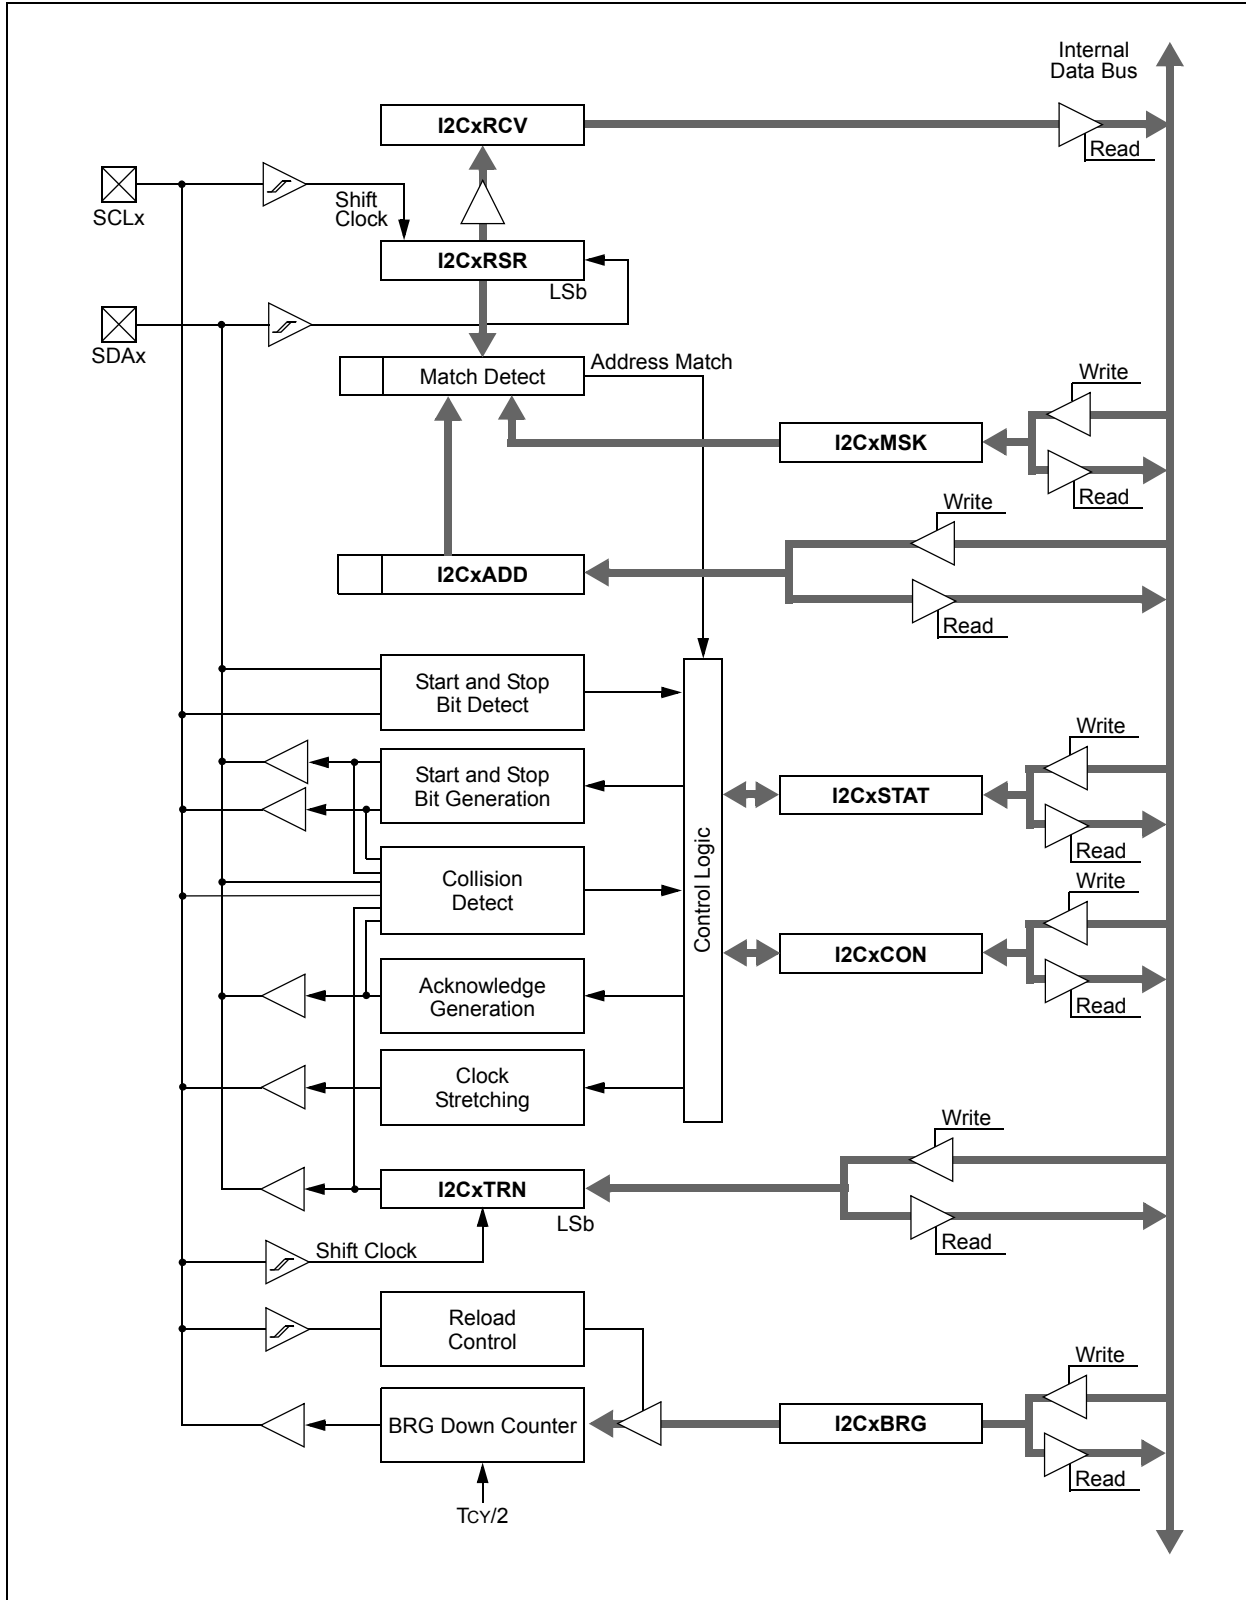 Internal
Data Bus
I2CxRCV
Read
SCLx
Shift
Clock
I2CxRSR
LSb
SDAx
Match Detect
Address Match
Write
I2CxMSK
Read
Write
I2CxADD
Read
Start and Stop
Bit Detect
Start and Stop
Bit Generation
Write
I2CxSTAT
Read
Collision
Detect
Control Logic
Write
I2CxCON
Read
Acknowledge
Generation
Clock
Stretching
Write
I2CxTRN
LSb
Read
Shift Clock
Reload
Control
Write
BRG Down Counter
I2CxBRG
Read
TCY/2